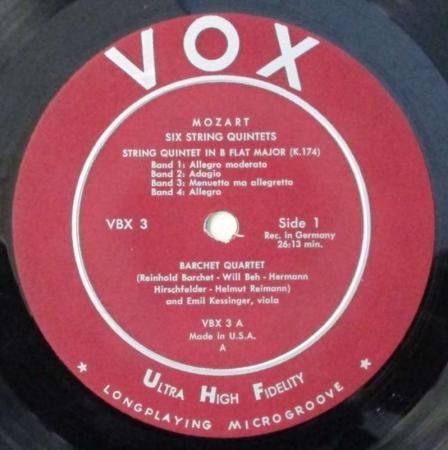 VOX
MOZART
SIX STRING QUINTETS
STRING QUINTET IN B FLAT MAJOR (K.174)
Band 1: Allegro moderato
Band 2: Adagio
Band 3: Menuetto ma allegretto
Band 4: Allegro
VBX 3
Side 1
Rec. in Germany
26:13 min.
BARCHET QUARTET
(Reinhold Barchet - Will Beh - Hermann
Hirschfelder - Helmut Reimann)
and Emil Kessinger, viola
VBX 3 A
Made in U.S.A.
A
ULTRA HIGH FIDELITY
★ LONGPLAYING MICROGROOVE ★